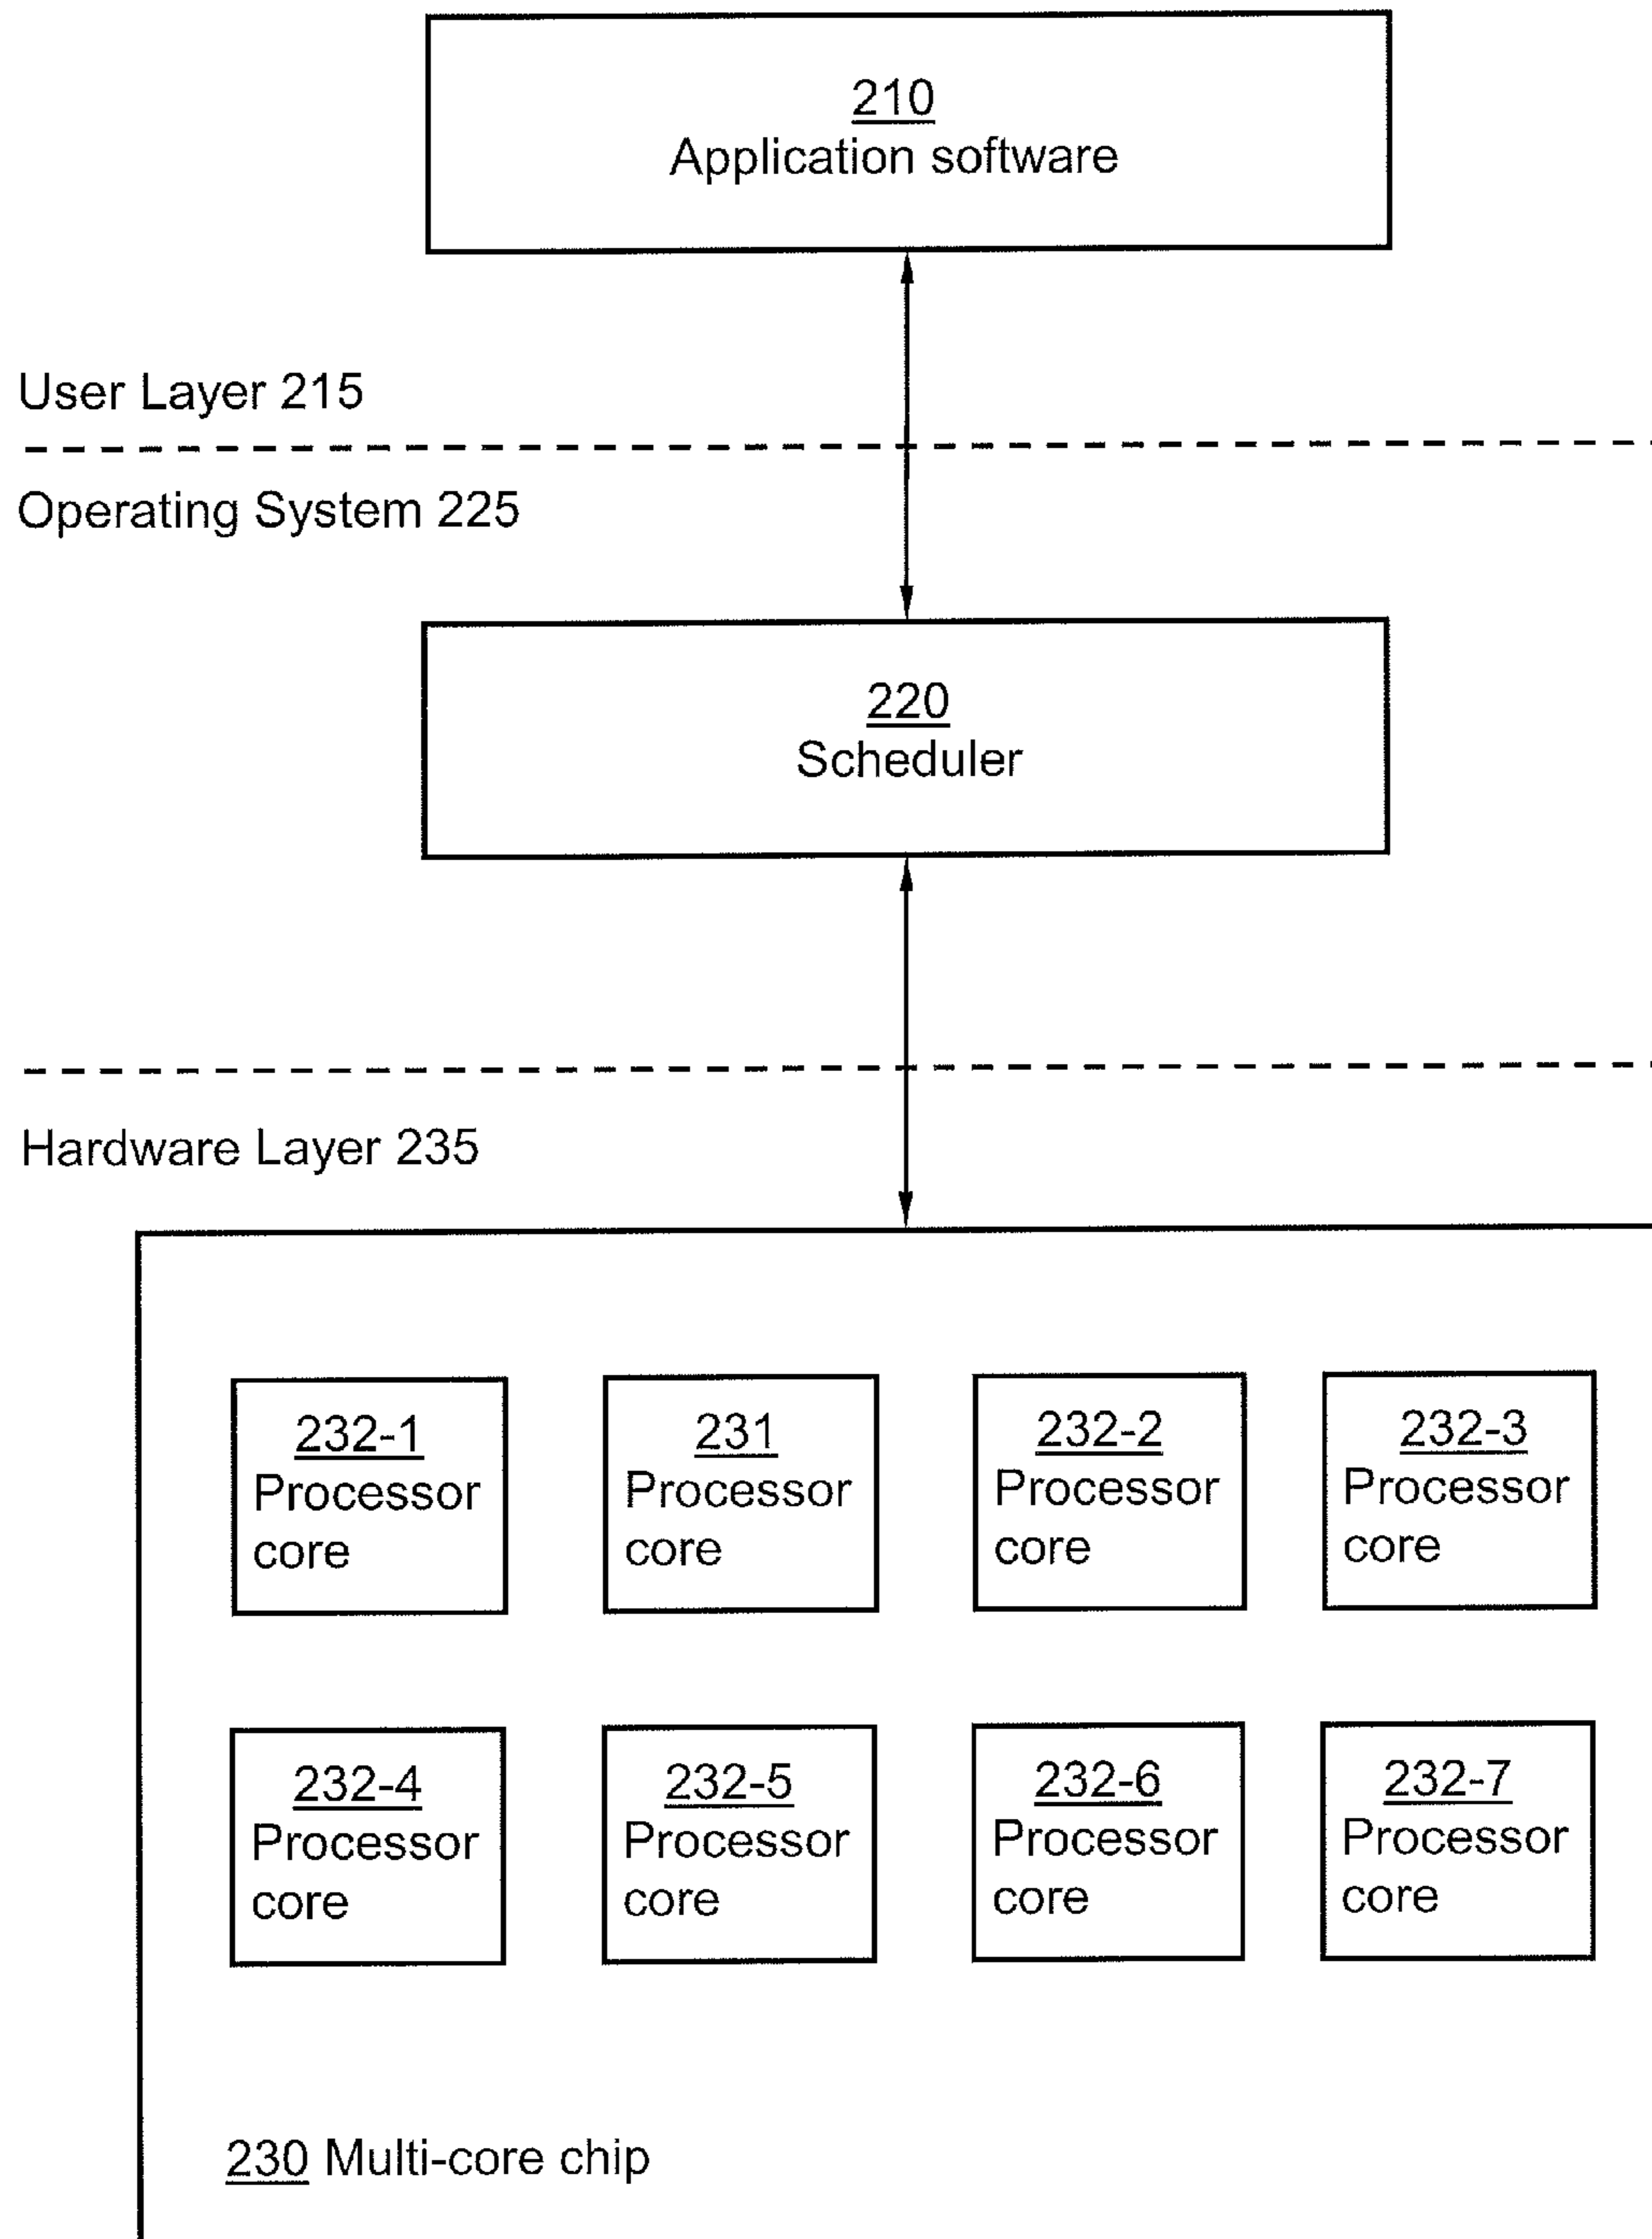 210
Application software
User Layer 215
Operating System 225
220
Scheduler
Hardware Layer 235
232-1
Processor
core
231
Processor
core
232-2
Processor
core
232-3
Processor
core
232-4
Processor
core
232-5
Processor
core
232-6
Processor
core
232-7
Processor
core
230 Multi-core chip